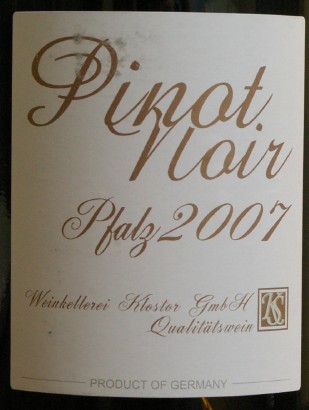 Pinot
Noir
Pfalz 2007
Weinkellerei Kloster GmbH
Qualitätswein
KS
PRODUCT OF GERMANY